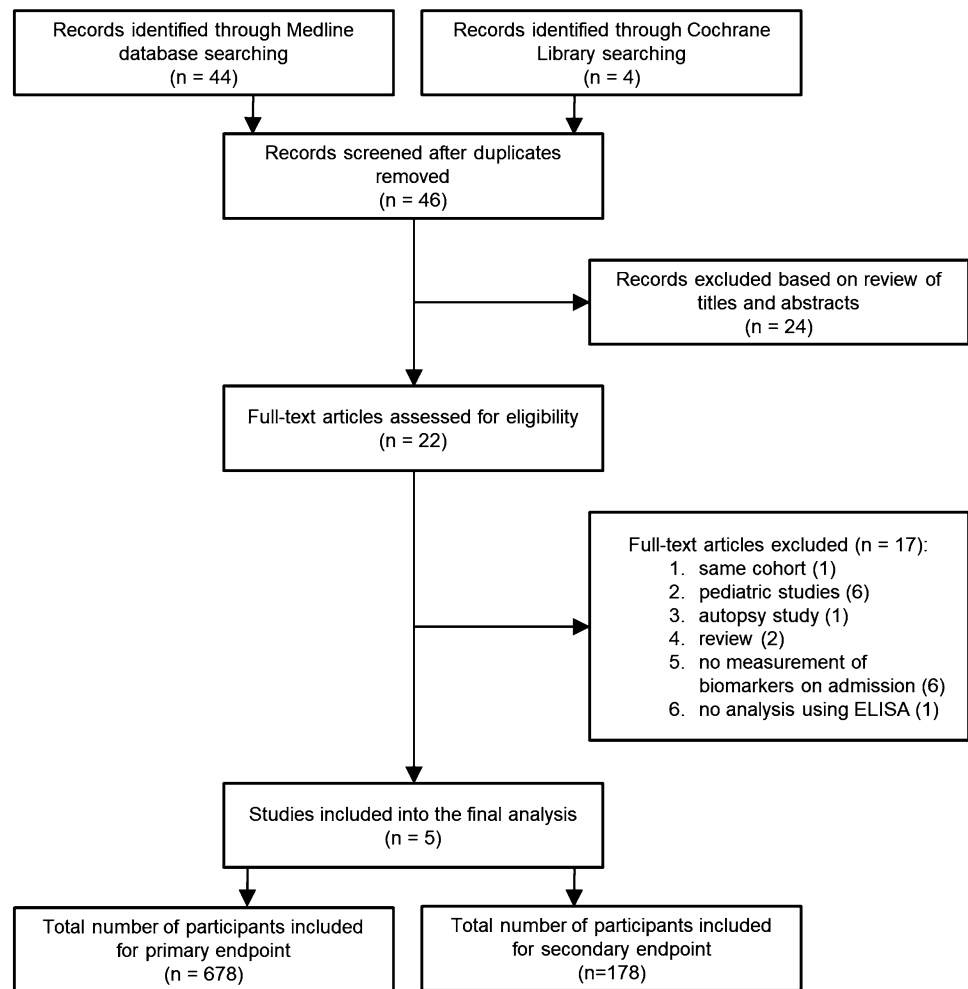 Records identified through Medline
database searching
(n = 44)
Records identified through Cochrane
Library searching
(n = 4)
Records screened after duplicates
removed
(n = 46)
Records excluded based on review of
titles and abstracts
(n = 24)
Full-text articles assessed for eligibility
(n = 22)
Full-text articles excluded (n = 17):
1. same cohort (1)
2. pediatric studies (6)
3. autopsy study (1)
4. review (2)
5. no measurement of
biomarkers on admission (6)
6. no analysis using ELISA (1)
Studies included into the final analysis
(n = 5)
Total number of participants included
for primary endpoint
(n = 678)
Total number of participants included
for secondary endpoint
(n=178)